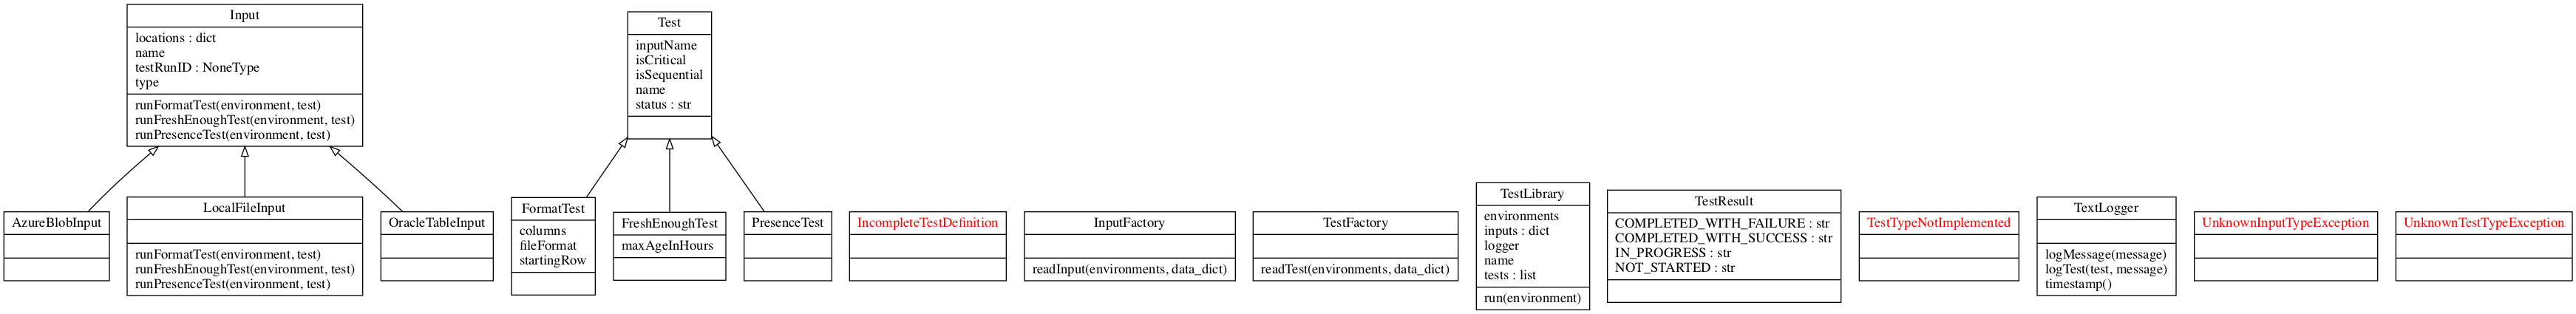 Input
locations : dict
name
testRunID : NoneType
type
runFormatTest(environment, test)
runFreshEnoughTest(environment, test)
runPresenceTest(environment, test)
Test
inputName
isCritical
isSequential
name
status : str
AzureBlobInput
LocalFileInput
runFormatTest(environment, test)
runFreshEnoughTest(environment, test)
runPresenceTest(environment, test)
OracleTableInput
FormatTest
columns
fileFormat
startingRow
FreshEnoughTest
maxAgeInHours
PresenceTest
IncompleteTestDefinition
InputFactory
readInput(environments, data_dict)
TestFactory
readTest(environments, data_dict)
TestLibrary
environments
inputs : dict
logger
name
tests : list
run(environment)
TestResult
COMPLETED_WITH_FAILURE : str
COMPLETED_WITH_SUCCESS : str
IN_PROGRESS : str
NOT_STARTED : str
TestTypeNotImplemented
TextLogger
logMessage(message)
logTest(test, message)
timestamp()
UnknownInputTypeException
UnknownTestTypeException